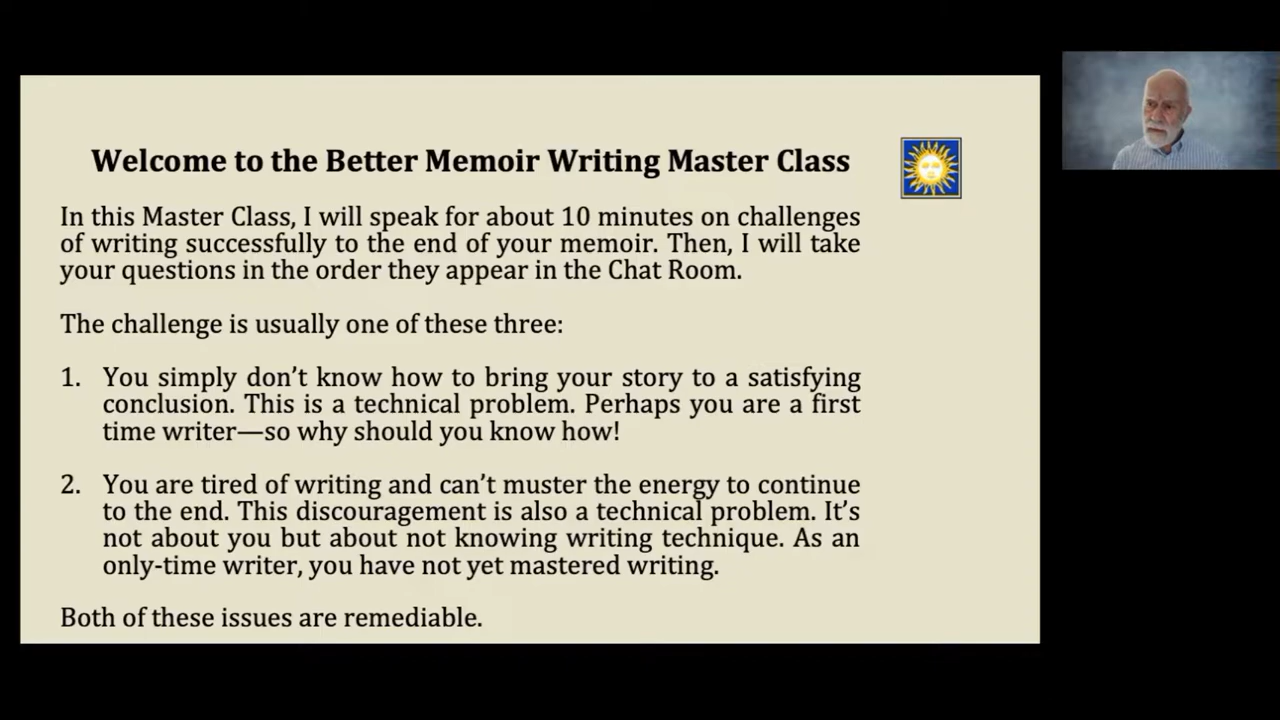 Welcome to the Better Memoir Writing Master Class
In this Master Class, I will speak for about 10 minutes on challenges
of writing successfully to the end of your memoir. Then, I will take
your questions in the order they appear in the Chat Room.
The challenge is usually one of these three:
1. You simply don’t know how to bring your story to a satisfying
conclusion. This is a technical problem. Perhaps you are a first
time writer—so why should you know how!
2. You are tired of writing and can’t muster the energy to continue
to the end. This discouragement is also a technical problem. It’s
not about you but about not knowing writing technique. As an
only-time writer, you have not yet mastered writing.
Both of these issues are remediable.